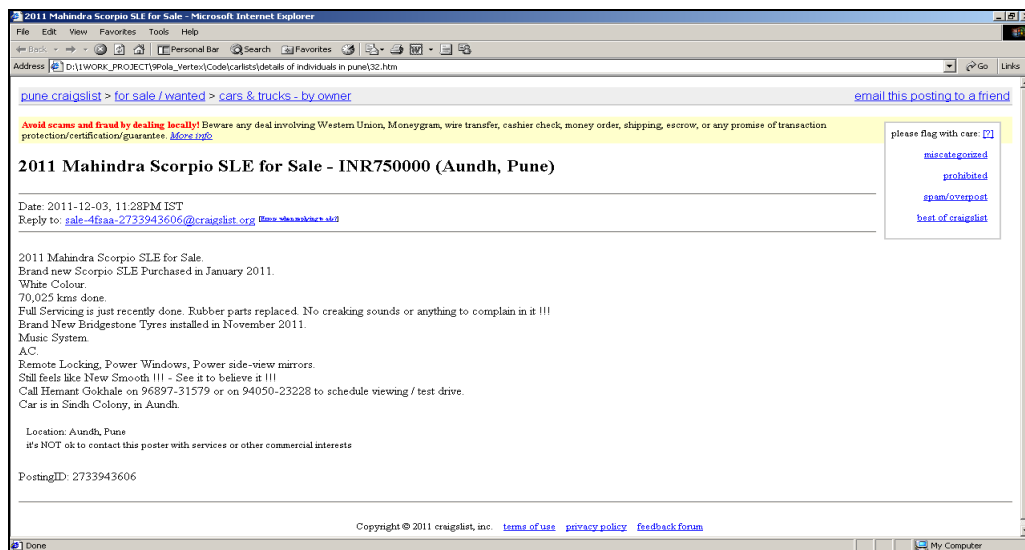 2011 Mahindra Scorpio SLE for Sale - Microsoft Internet Explorer
File Edit View Favorites Tools Help
Back Personal Bar Search Favorites
Address D:\1WORK_PROJECT\9Pola_Vertex\Code\carlists\details of individuals in pune\32.htm Go Links
pune craigslist > for sale / wanted > cars & trucks - by owner email this posting to a friend
Avoid scams and fraud by dealing locally! Beware any deal involving Western Union, Moneygram, wire transfer, cashier check, money order, shipping, escrow, or any promise of transaction
protection/certification/guarantee. More info
please flag with care: [?]
miscategorized
prohibited
spam/overpost
best of craigslist
2011 Mahindra Scorpio SLE for Sale - INR750000 (Aundh, Pune)
Date: 2011-12-03, 11:28PM IST
Reply to: sale-4fsaa-2733943606@craigslist.org [Errors when replying to ads?]
2011 Mahindra Scorpio SLE for Sale.
Brand new Scorpio SLE Purchased in January 2011.
White Colour.
70,025 kms done.
Full Servicing is just recently done. Rubber parts replaced. No creaking sounds or anything to complain in it !!!
Brand New Bridgestone Tyres installed in November 2011.
Music System.
AC.
Remote Locking, Power Windows, Power side-view mirrors.
Still feels like New Smooth !!! - See it to believe it !!!
Call Hemant Gokhale on 96897-31579 or on 94050-23228 to schedule viewing / test drive.
Car is in Sindh Colony, in Aundh.
Location: Aundh, Pune
it's NOT ok to contact this poster with services or other commercial interests
PostingID: 2733943606
Copyright © 2011 craigslist, inc. terms of use privacy policy feedback forum
Done My Computer